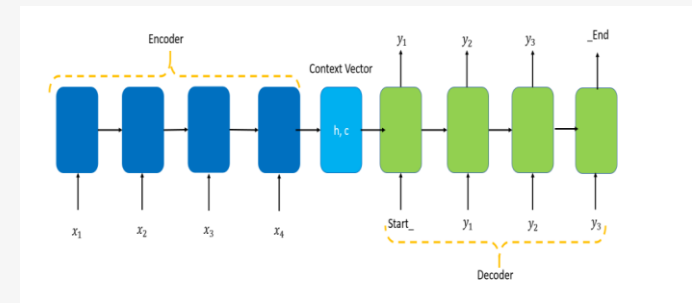 Encoder
Context Vector
y₁ y₂ y₃ _End
h, c
x₁ x₂ x₃ x₄
Start_ y₁ y₂ y₃
Decoder